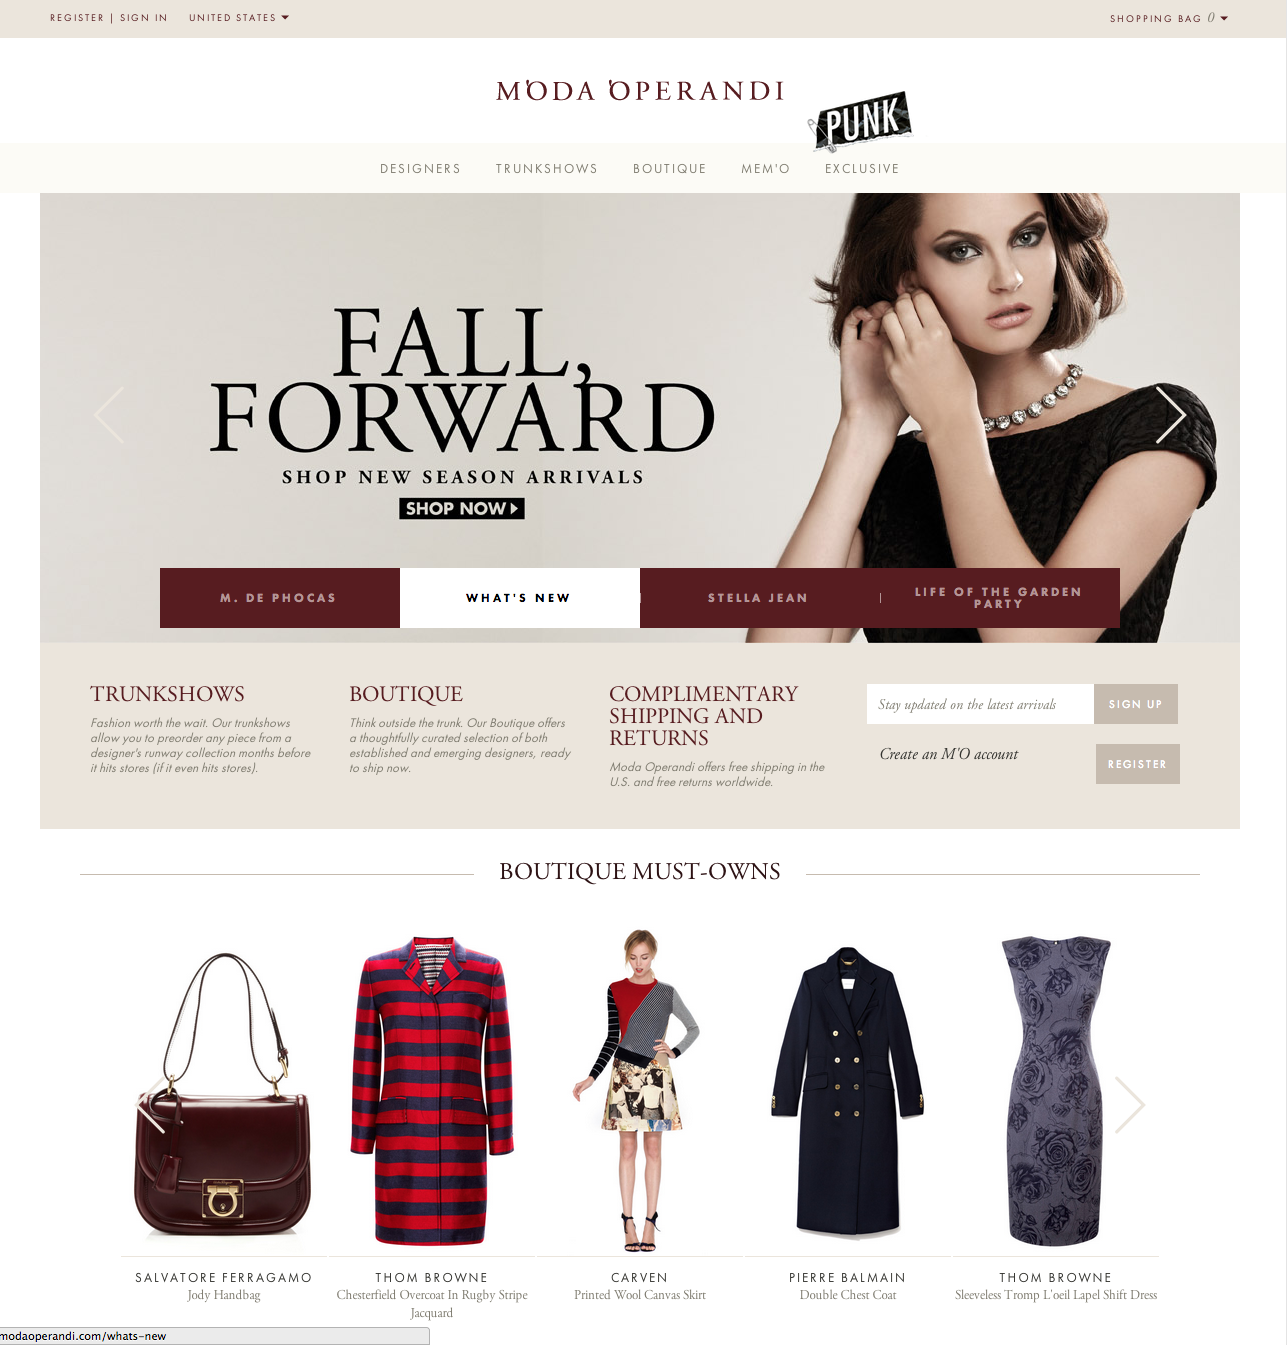 REGISTER | SIGN IN UNITED STATES
SHOPPING BAG 0
MODA OPERANDI
PUNK
DESIGNERS TRUNKSHOWS BOUTIQUE MEM'O EXCLUSIVE
FALL,
FORWARD
SHOP NEW SEASON ARRIVALS
SHOP NOW
M. DE PHOCAS
WHAT'S NEW
STELLA JEAN
LIFE OF THE GARDEN
PARTY
TRUNKSHOWS
Fashion worth the wait. Our trunkshows
allow you to preorder any piece from a
designer's runway collection months before
it hits stores (if it even hits stores).
BOUTIQUE
Think outside the trunk. Our Boutique offers
a thoughtfully curated selection of both
established and emerging designers, ready
to ship now.
COMPLIMENTARY
SHIPPING AND
RETURNS
Moda Operandi offers free shipping in the
U.S. and free returns worldwide.
Stay updated on the latest arrivals
SIGN UP
Create an M'O account
REGISTER
BOUTIQUE MUST-OWNS
SALVATORE FERRAGAMO
Jody Handbag
THOM BROWNE
Chesterfield Overcoat In Rugby Stripe
Jacquard
CARVEN
Printed Wool Canvas Skirt
PIERRE BALMAIN
Double Chest Coat
THOM BROWNE
Sleeveless Tromp L'oeil Lapel Shift Dress
modaoperandi.com/whats-new